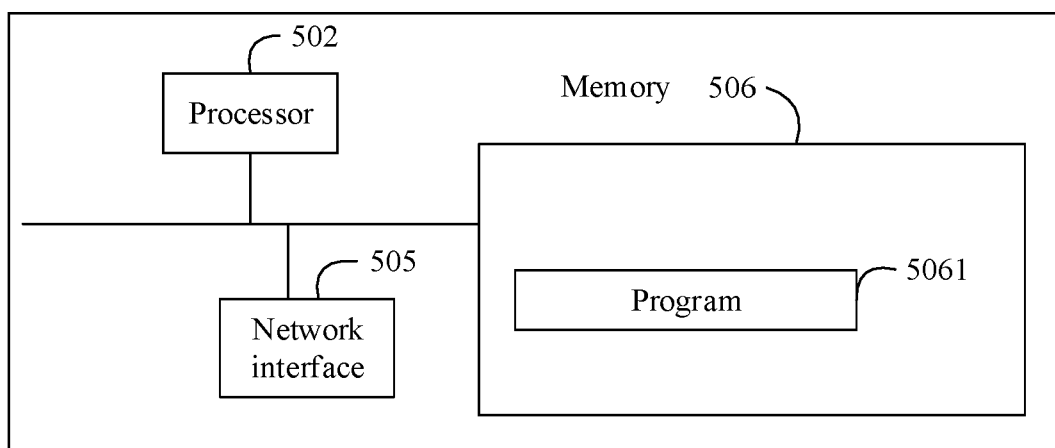 502
Processor
Memory 506
505
Network
interface
5061
Program